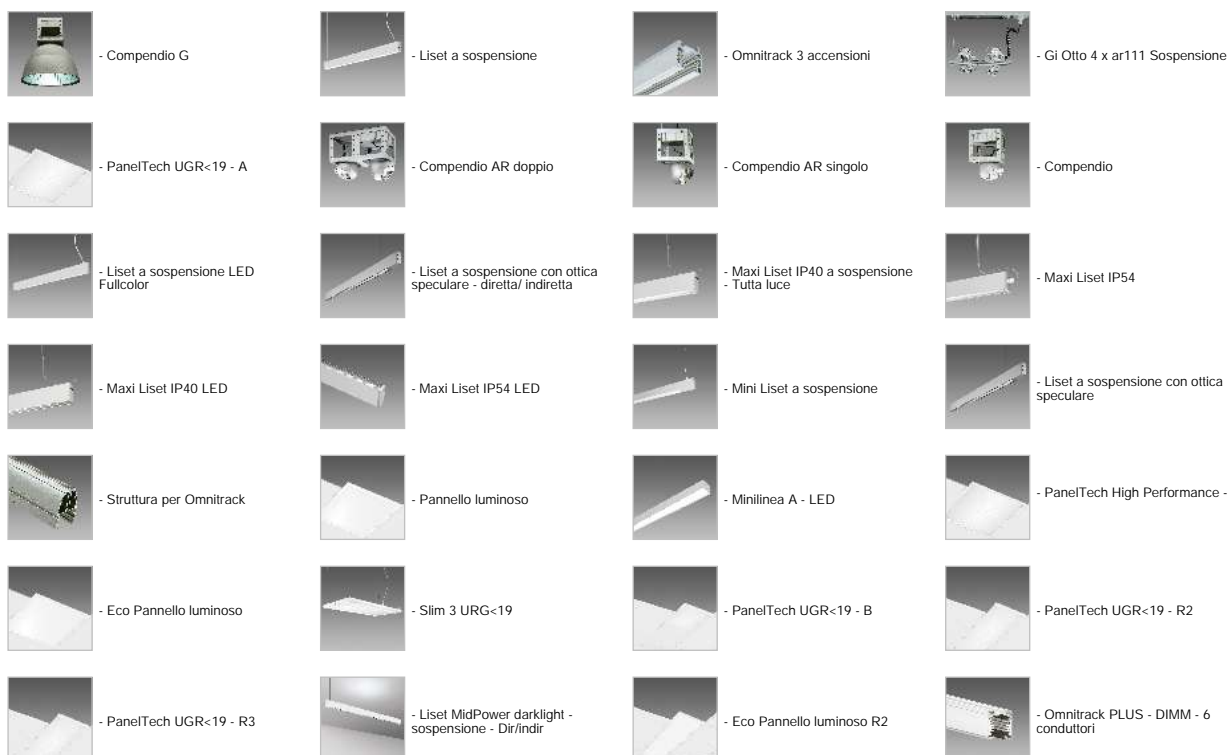 - Compendio G
- Liset a sospensione
- Omnitrack 3 accensioni
- Gi Otto 4 x ar111 Sospensione
- PanelTech UGR<19 - A
- Compendio AR doppio
- Compendio AR singolo
- Compendio
- Liset a sospensione LED
Fullcolor
- Liset a sospensione con ottica
speculare - diretta/ indiretta
- Maxi Liset IP40 a sospensione
- Tutta luce
- Maxi Liset IP54
- Maxi Liset IP40 LED
- Maxi Liset IP54 LED
- Mini Liset a sospensione
- Liset a sospensione con ottica
speculare
- Struttura per Omnitrack
- Pannello luminoso
- Minilinea A - LED
- PanelTech High Performance -
- Eco Pannello luminoso
- Slim 3 URG<19
- PanelTech UGR<19 - B
- PanelTech UGR<19 - R2
- PanelTech UGR<19 - R3
- Liset MidPower darklight -
sospensione - Dir/indir
- Eco Pannello luminoso R2
- Omnitrack PLUS - DIMM - 6
conduttori